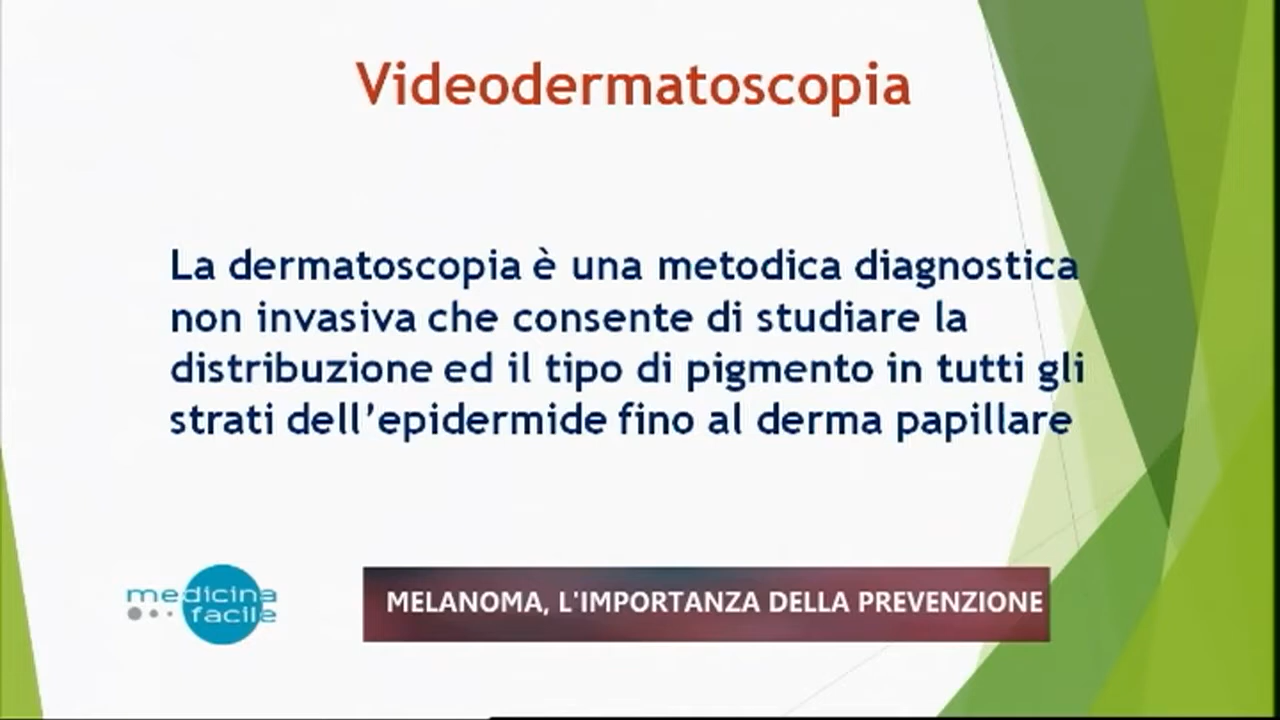 Videodermatoscopia
La dermatoscopia è una metodica diagnostica
non invasiva che consente di studiare la
distribuzione ed il tipo di pigmento in tutti gli
strati dell’epidermide fino al derma papillare
medicina
facile
MELANOMA, L'IMPORTANZA DELLA PREVENZIONE